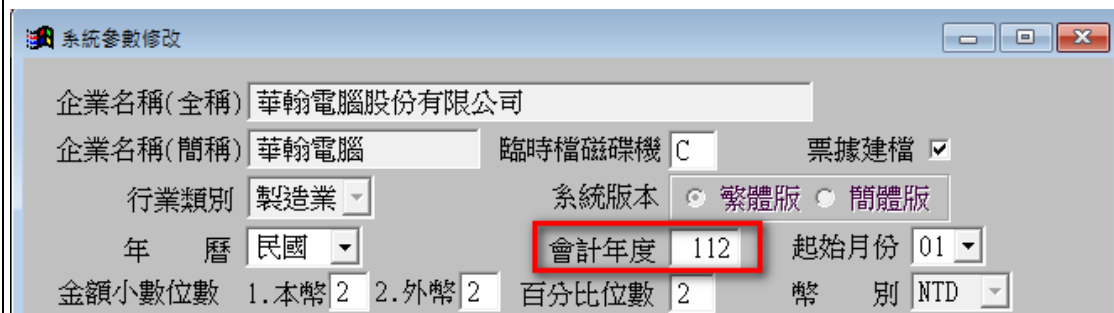 系統參數修改
企業名稱(全稱) 華翰電腦股份有限公司
企業名稱(簡稱) 華翰電腦 臨時檔磁碟機 C 票據建檔
行業類別 製造業 系統版本 繁體版 簡體版
年 曆 民國 會計年度 112 起始月份 01
金額小數位數 1.本幣 2 2.外幣 2 百分比位數 2 幣 別 NTD